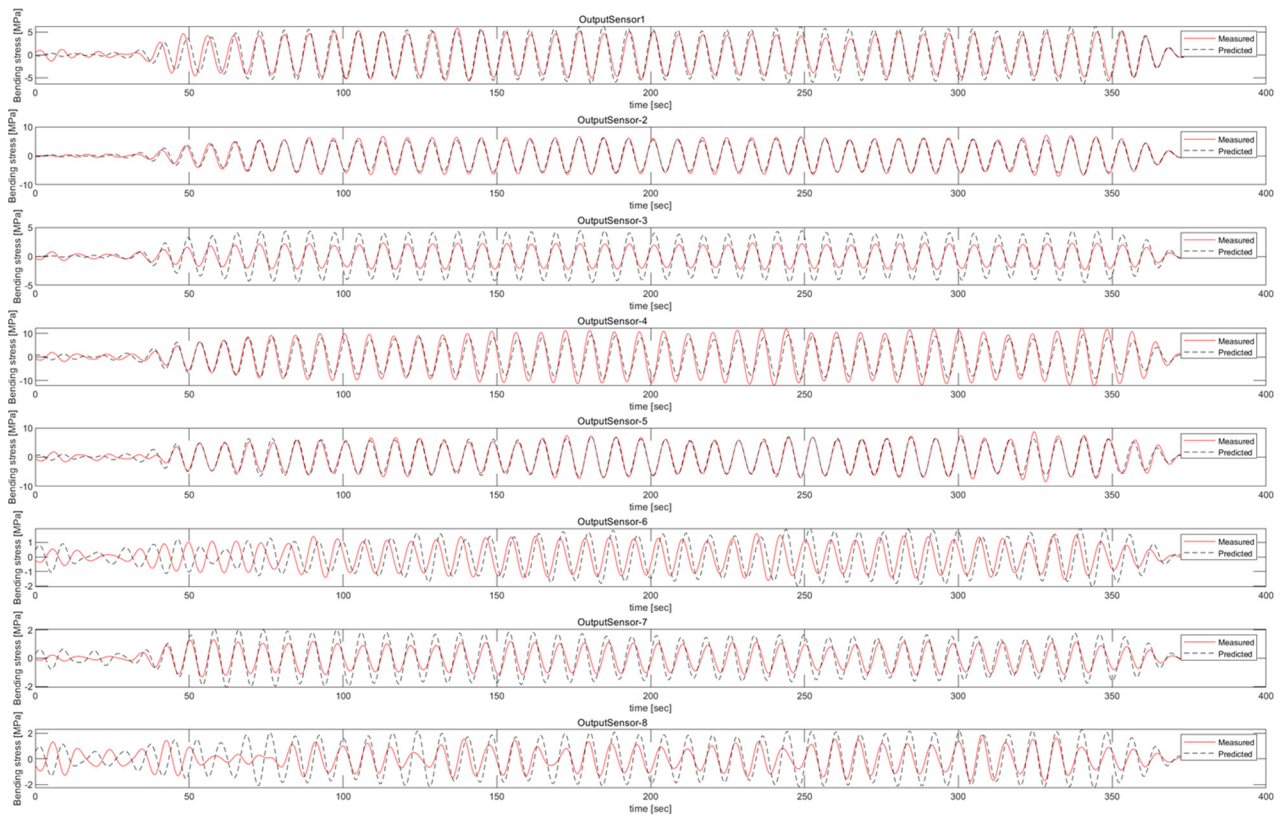 OutputSensor1
Bending stress [MPa]
5
0
-5
Measured
Predicted
0 50 100 150 200 250 300 350 400
time [sec]
OutputSensor-2
Bending stress [MPa]
10
0
-10
Measured
Predicted
0 50 100 150 200 250 300 350 400
time [sec]
OutputSensor-3
Bending stress [MPa]
5
0
-5
Measured
Predicted
0 50 100 150 200 250 300 350 400
time [sec]
OutputSensor-4
Bending stress [MPa]
10
0
-10
Measured
Predicted
0 50 100 150 200 250 300 350 400
time [sec]
OutputSensor-5
Bending stress [MPa]
10
0
-10
Measured
Predicted
0 50 100 150 200 250 300 350 400
time [sec]
OutputSensor-6
Bending stress [MPa]
1
0
-1
-2
Measured
Predicted
0 50 100 150 200 250 300 350 400
time [sec]
OutputSensor-7
Bending stress [MPa]
2
0
-2
Measured
Predicted
0 50 100 150 200 250 300 350 400
time [sec]
OutputSensor-8
Bending stress [MPa]
2
0
-2
Measured
Predicted
0 50 100 150 200 250 300 350 400
time [sec]